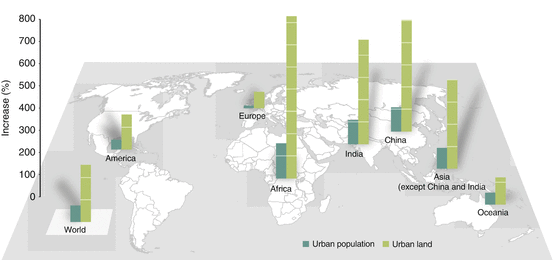 800
700
600
500
400
300
200
100
0
Increase (%)
World
America
Europe
Africa
India
China
Asia
(except China and India
Oceania
Urban population
Urban land